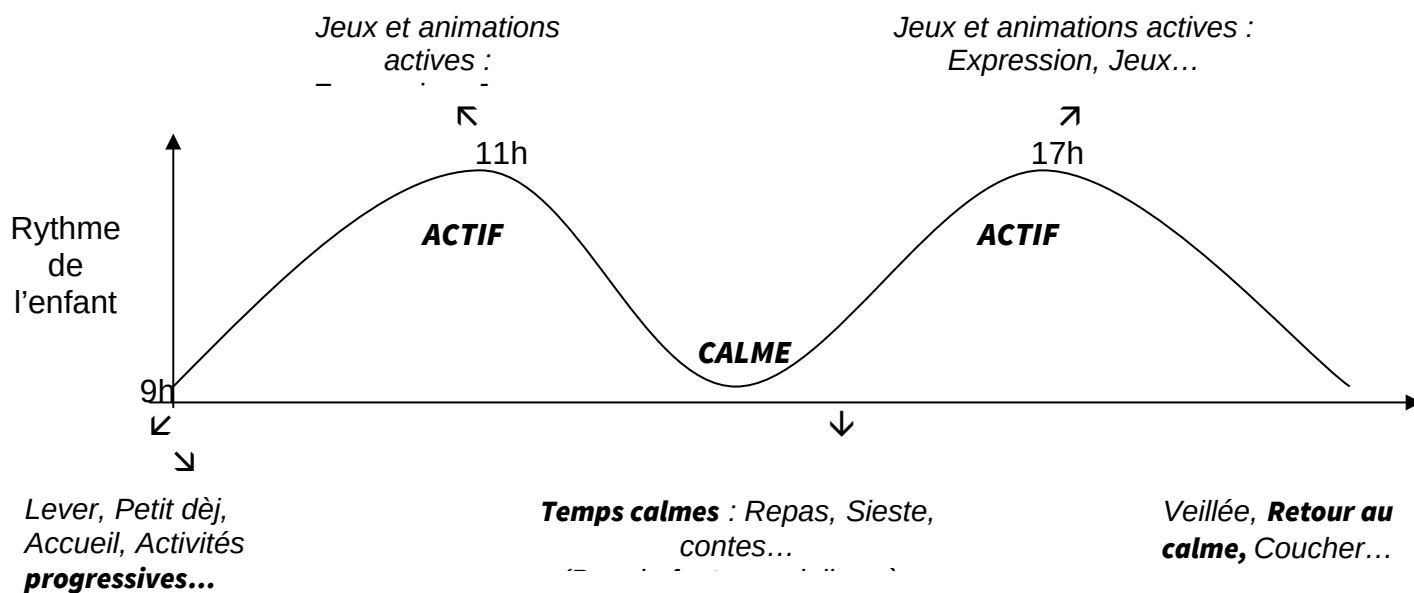 Jeux et animations
actives :
Jeux et animations actives :
Expression, Jeux…
11h
17h
Rythme
de
l’enfant
ACTIF
ACTIF
CALME
9h
Lever, Petit dèj,
Accueil, Activités
progressives…
Temps calmes : Repas, Sieste,
contes…
Veillée, Retour au
calme, Coucher…